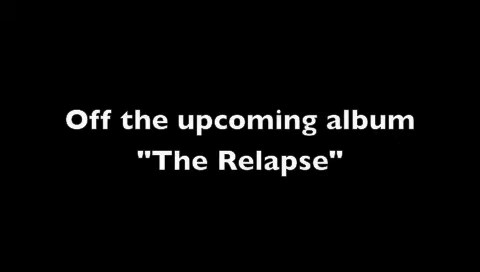 Off the upcoming album
"The Relapse"